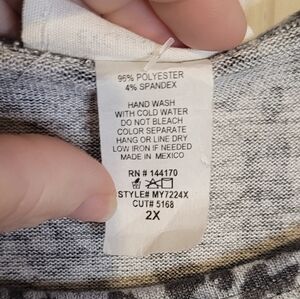 96% POLYESTER
4% SPANDEX
HAND WASH
WITH COLD WATER
DO NOT BLEACH
COLOR SEPARATE
HANG OR LINE DRY
LOW IRON IF NEEDED
MADE IN MEXICO
RN # 144170
STYLE# MY7224X
CUT# 5168
2X